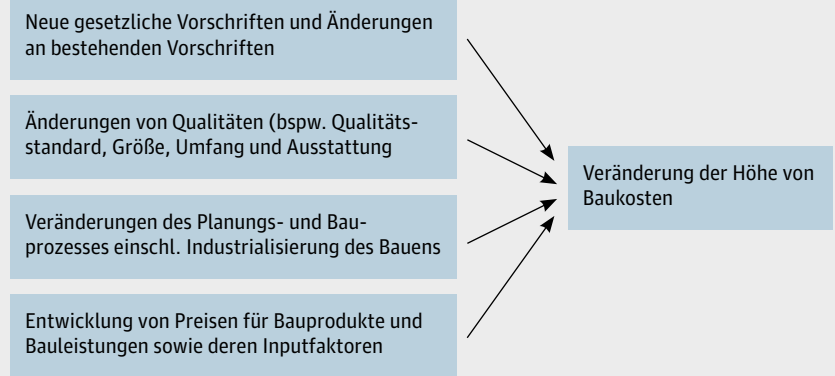 Neue gesetzliche Vorschriften und Änderungen
an bestehenden Vorschriften
Änderungen von Qualitäten (bspw. Qualitäts-
standard, Größe, Umfang und Ausstattung
Veränderungen des Planungs- und Bau-
prozesses einschl. Industrialisierung des Bauens
Entwicklung von Preisen für Bauprodukte und
Bauleistungen sowie deren Inputfaktoren
Veränderung der Höhe von
Baukosten